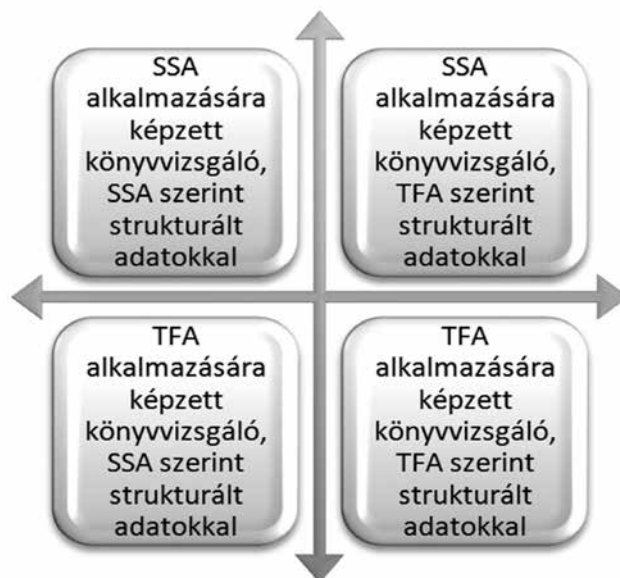 SSA
alkalmazására
képzett
könyvvizsgáló,
SSA szerint
strukturált
adatokkal
SSA
alkalmazására
képzett
könyvvizsgáló,
TFA szerint
strukturált
adatokkal
TFA
alkalmazására
képzett
könyvvizsgáló,
SSA szerint
strukturált
adatokkal
TFA
alkalmazására
képzett
könyvvizsgáló,
TFA szerint
strukturált
adatokkal